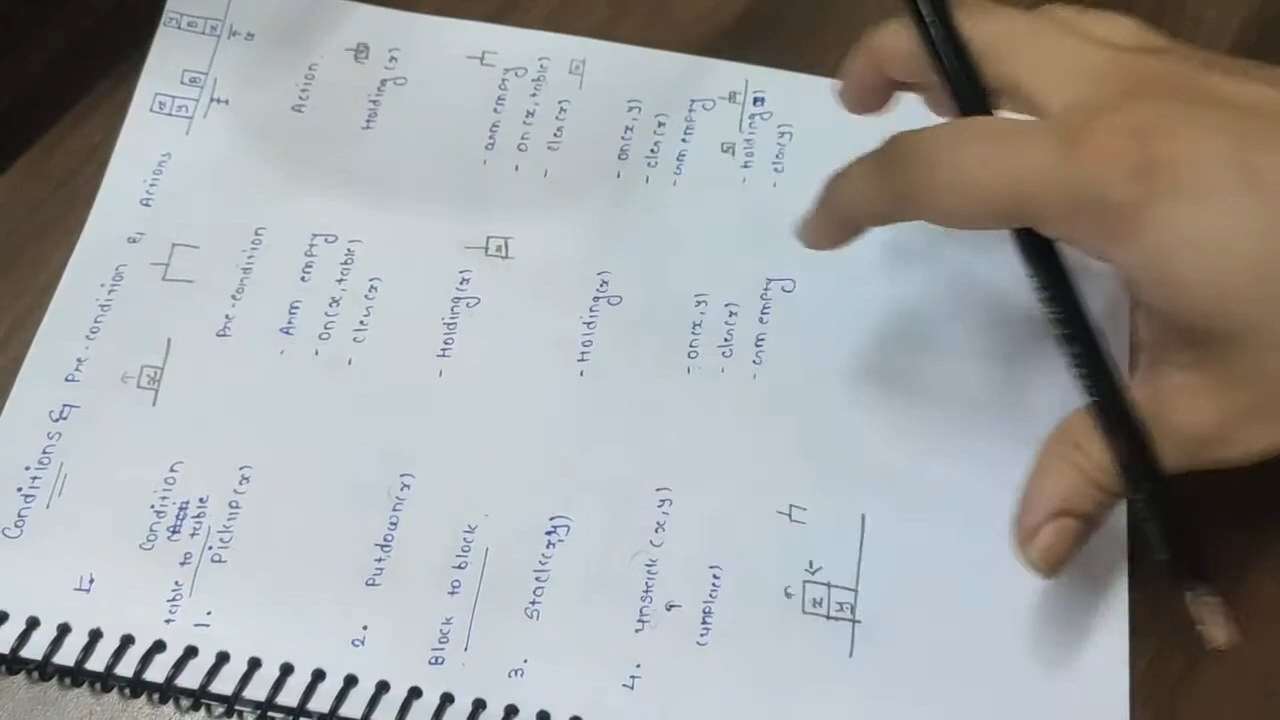 Conditions & Pre-condition & Actions
Condition Pre-condition Action
table to table
1. Pickup(x) - Arm empty Holding(x)
- on(x, table)
- clear(x)
2. Putdown(x) - Holding(x) - arm empty
- on(x, table)
- clear(x)
Block to block
3. Stack(x,y) - Holding(x) - on(x, y)
- clear(x)
- arm empty
4. Unstack(x, y) - on(x, y) - Holding(x)
- clear(x) - clear(y)
- arm empty
(unpiled)
x
y